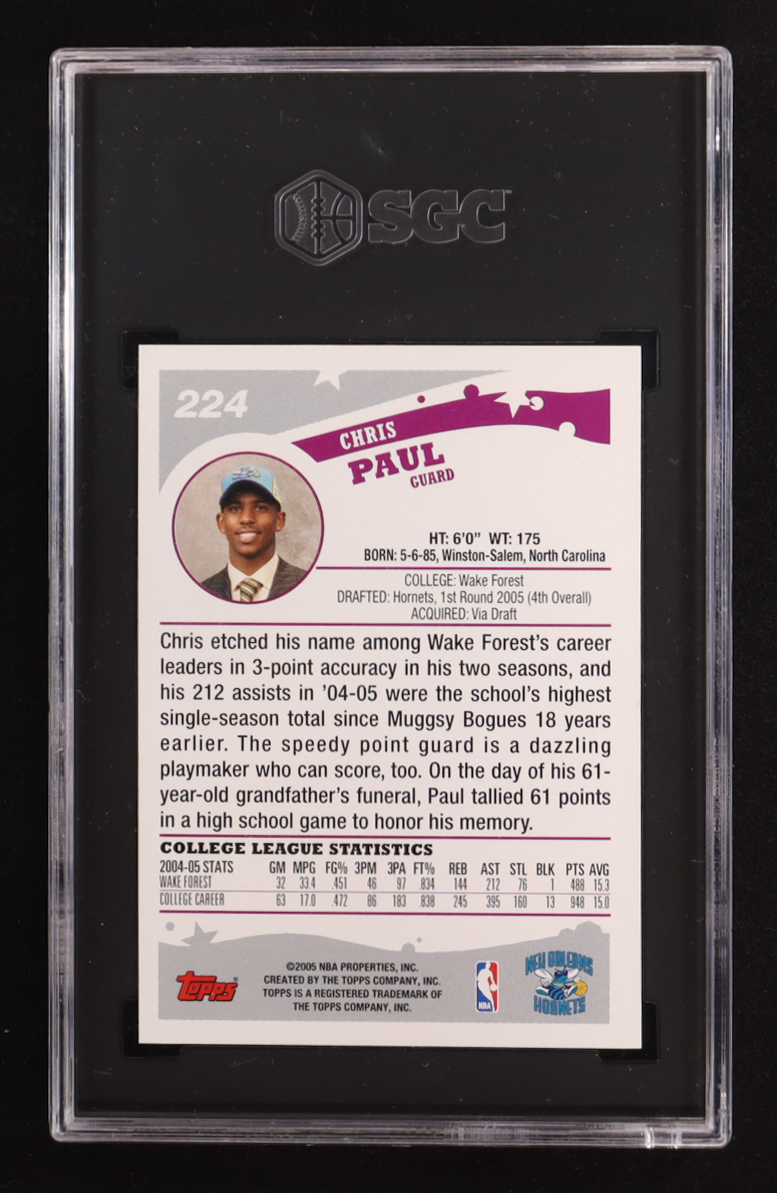 SGC
224
CHRIS
PAUL
GUARD
HT: 6'0" WT: 175
BORN: 5-6-85, Winston-Salem, North Carolina
COLLEGE: Wake Forest
DRAFTED: Hornets, 1st Round 2005 (4th Overall)
ACQUIRED: Via Draft
Chris etched his name among Wake Forest's career
leaders in 3-point accuracy in his two seasons, and
his 212 assists in '04-05 were the school's highest
single-season total since Muggsy Bogues 18 years
earlier. The speedy point guard is a dazzling
playmaker who can score, too. On the day of his 61-
year-old grandfather's funeral, Paul tallied 61 points
in a high school game to honor his memory.
COLLEGE LEAGUE STATISTICS
2004-05 STATS GM MPG FG% 3PM 3PA FT% REB AST STL BLK PTS AVG
WAKE FOREST 32 33.4 .451 46 97 .834 144 212 76 1 488 15.3
COLLEGE CAREER 63 17.0 .472 86 183 .838 245 395 160 13 948 15.0
©2005 NBA PROPERTIES, INC.
CREATED BY THE TOPPS COMPANY, INC.
TOPPS IS A REGISTERED TRADEMARK OF
THE TOPPS COMPANY, INC.
Topps
NBA
NEW ORLEANS
HORNETS